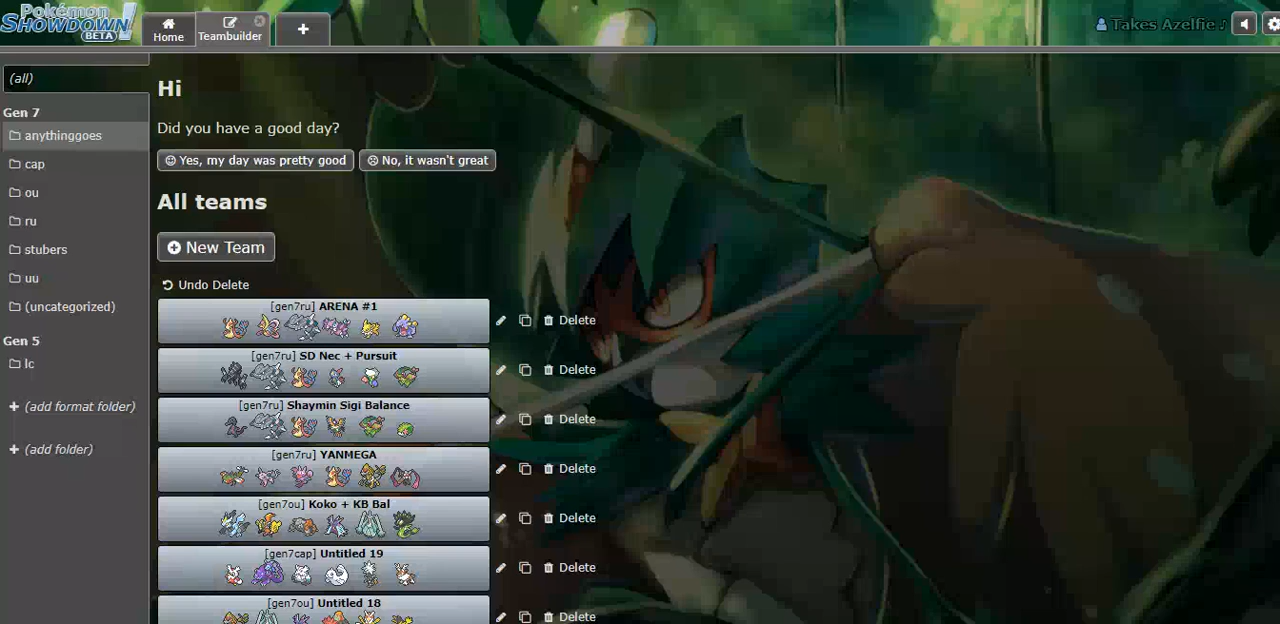 Pokémon
SHOWDOWN!
BETA
Home
Teambuilder
+
Takes Azelfie♪
(all)
Gen 7
anythinggoes
cap
ou
ru
stubers
uu
(uncategorized)
Gen 5
lc
+ (add format folder)
+ (add folder)
Hi
Did you have a good day?
Yes, my day was pretty good
No, it wasn't great
All teams
New Team
Undo Delete
[gen7ru] ARENA #1
Delete
[gen7ru] SD Nec + Pursuit
Delete
[gen7ru] Shaymin Sigi Balance
Delete
[gen7ru] YANMEGA
Delete
[gen7ou] Koko + KB Bal
Delete
[gen7cap] Untitled 19
Delete
[gen7ou] Untitled 18
Delete